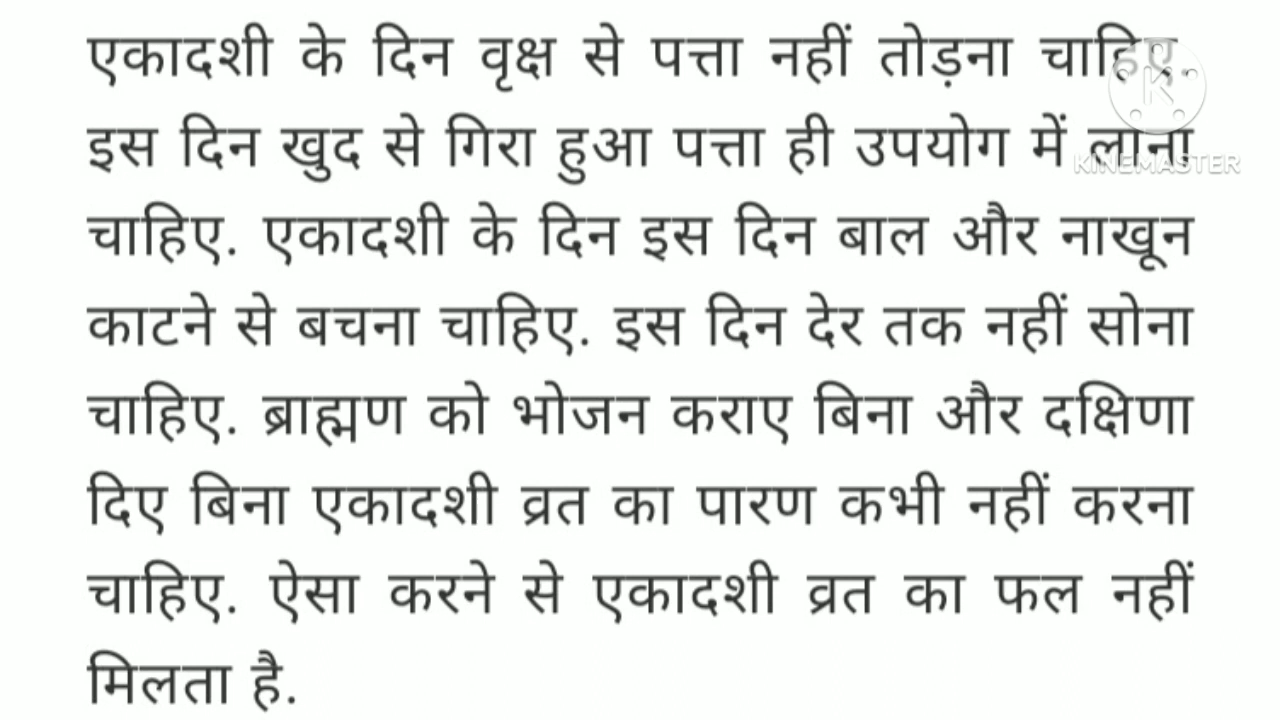 एकादशी के दिन वृक्ष से पत्ता नहीं तोड़ना चाहिए.
इस दिन खुद से गिरा हुआ पत्ता ही उपयोग में लाना
KINEMASTER
चाहिए. एकादशी के दिन इस दिन बाल और नाखून
काटने से बचना चाहिए. इस दिन देर तक नहीं सोना
चाहिए. ब्राह्मण को भोजन कराए बिना और दक्षिणा
दिए बिना एकादशी व्रत का पारण कभी नहीं करना
चाहिए. ऐसा करने से एकादशी व्रत का फल नहीं
मिलता है.